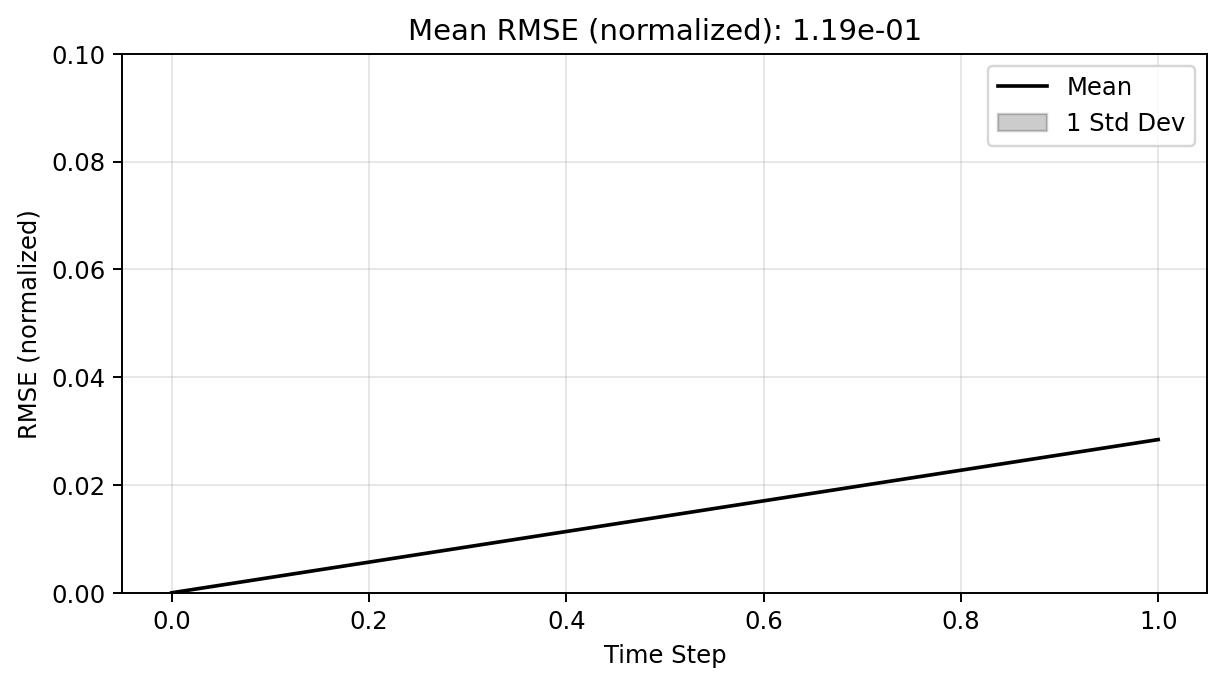 Mean RMSE (normalized): 1.19e-01
Mean
1 Std Dev
RMSE (normalized)
0.10
0.08
0.06
0.04
0.02
0.00
0.0 0.2 0.4 0.6 0.8 1.0
Time Step